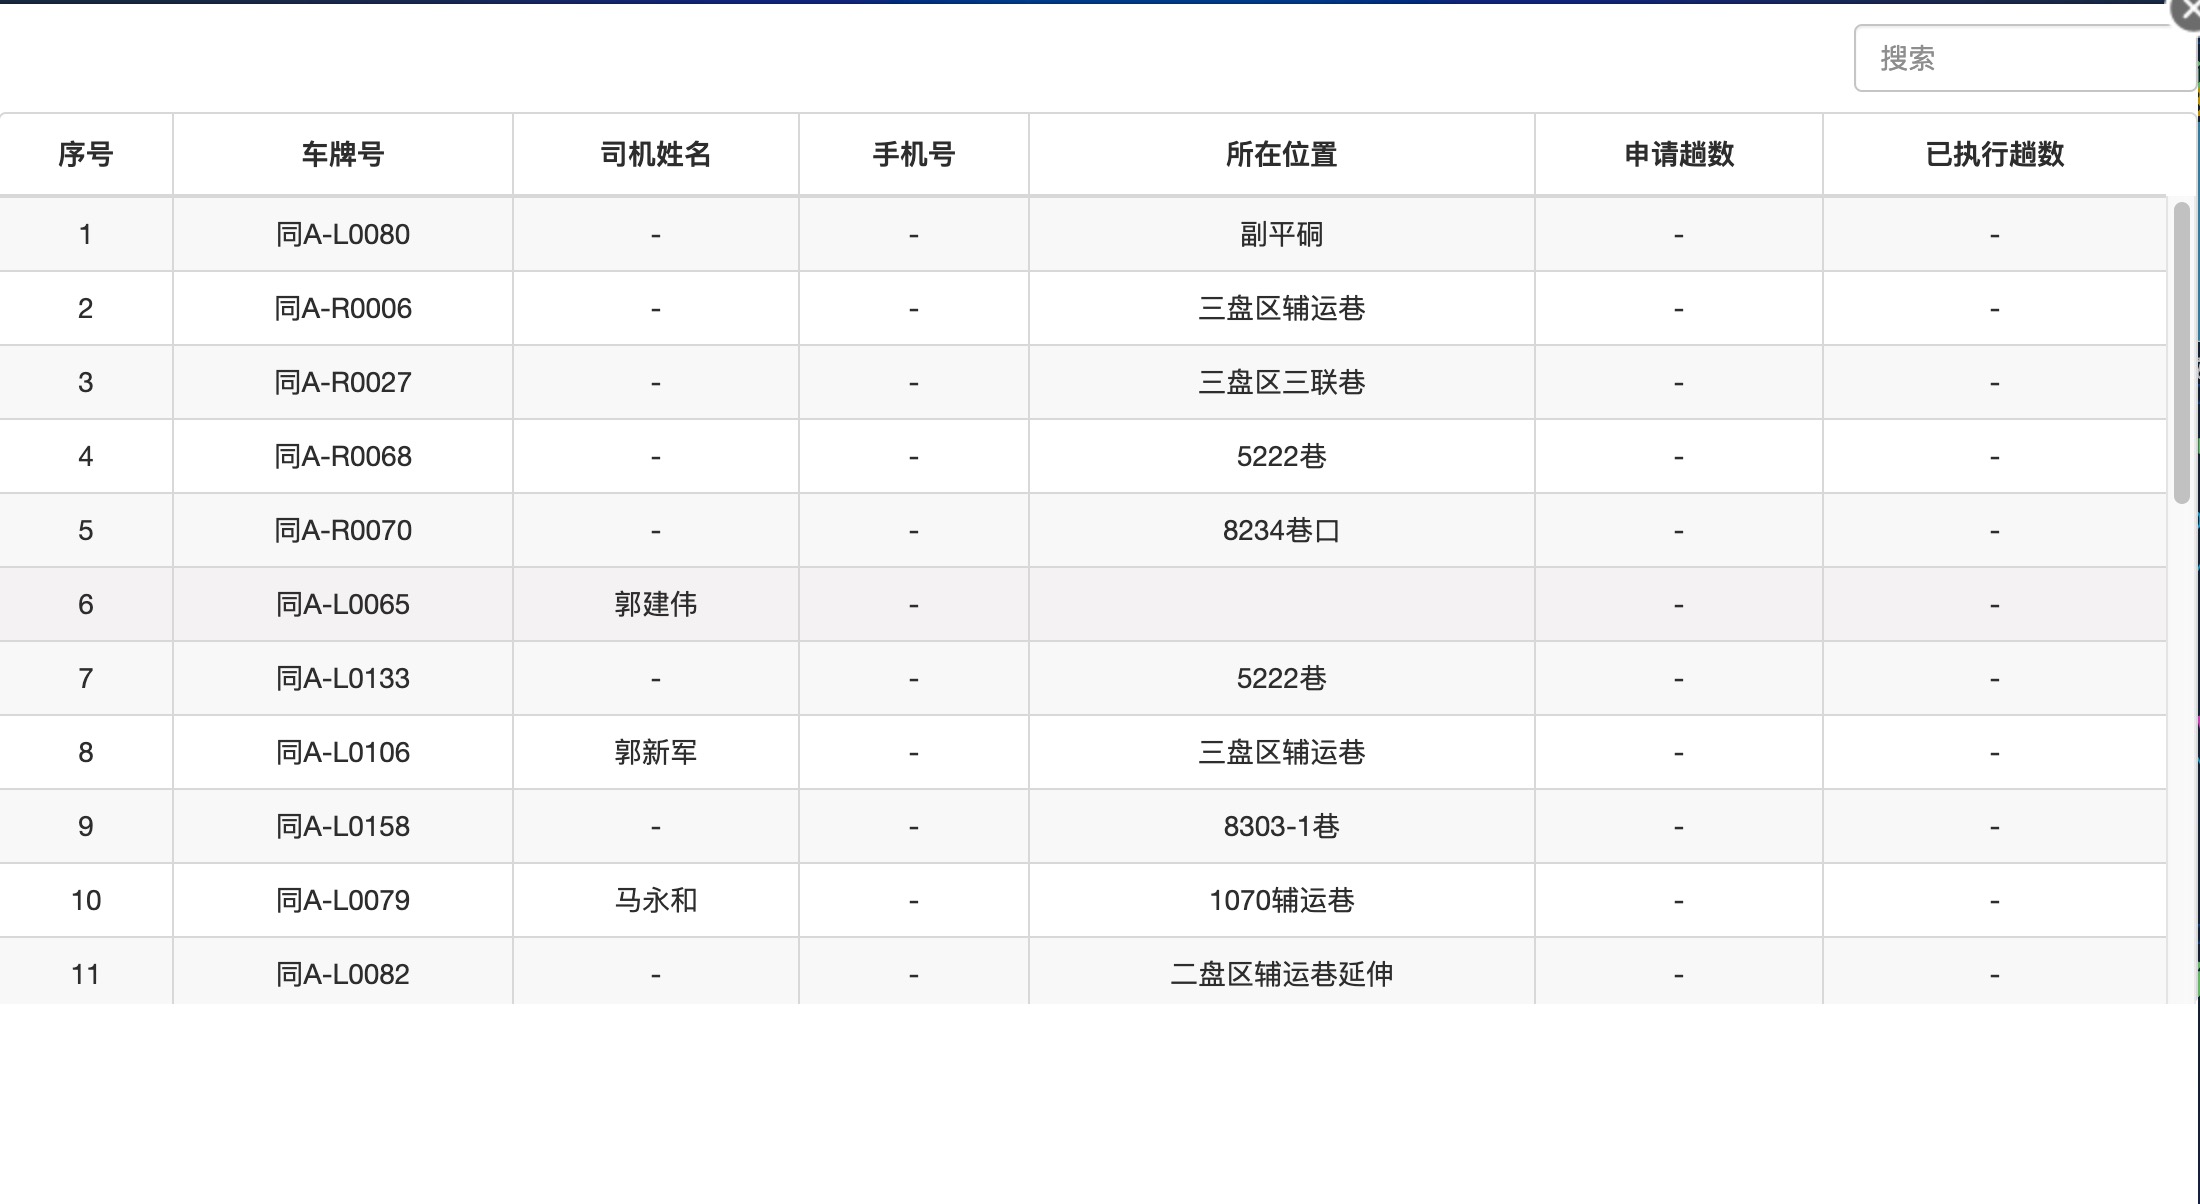 搜索
序号 车牌号 司机姓名 手机号 所在位置 申请趟数 已执行趟数
1 同A-L0080 - - 副平硐 - -
2 同A-R0006 - - 三盘区辅运巷 - -
3 同A-R0027 - - 三盘区三联巷 - -
4 同A-R0068 - - 5222巷 - -
5 同A-R0070 - - 8234巷口 - -
6 同A-L0065 郭建伟 - - -
7 同A-L0133 - - 5222巷 - -
8 同A-L0106 郭新军 - 三盘区辅运巷 - -
9 同A-L0158 - - 8303-1巷 - -
10 同A-L0079 马永和 - 1070辅运巷 - -
11 同A-L0082 - - 二盘区辅运巷延伸 - -